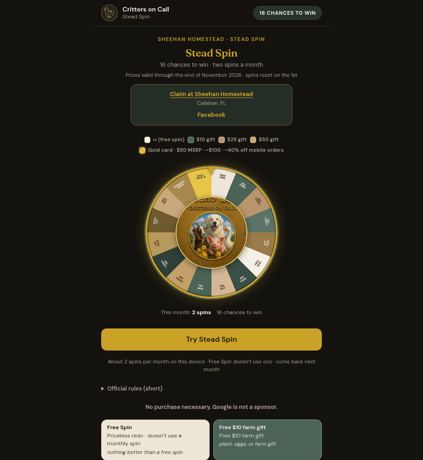 Critters on Call
Stead Spin
16 CHANCES TO WIN
SHEEHAN HOMESTEAD · STEAD SPIN
Stead Spin
16 chances to win · two spins a month
Prizes valid through the end of November 2026 · spins reset on the 1st
Claim at Sheehan Homestead
Callahan, FL
Facebook
∞ (free spin) $10 gift $25 gift $50 gift
Gold card · $50 MSRP · ~$100 · ~40% off mobile orders
This month: 2 spins · 16 chances to win
Try Stead Spin
About 2 spins per month on this device · Free Spin doesn't use one · come back next
month
▶ Official rules (short)
No purchase necessary. Google is not a sponsor.
Free Spin
Priceless redo · doesn't use a
monthly spin
nothing better than a free spin
Free $10 farm gift
Free $10 farm gift
plant, eggs, or farm gift